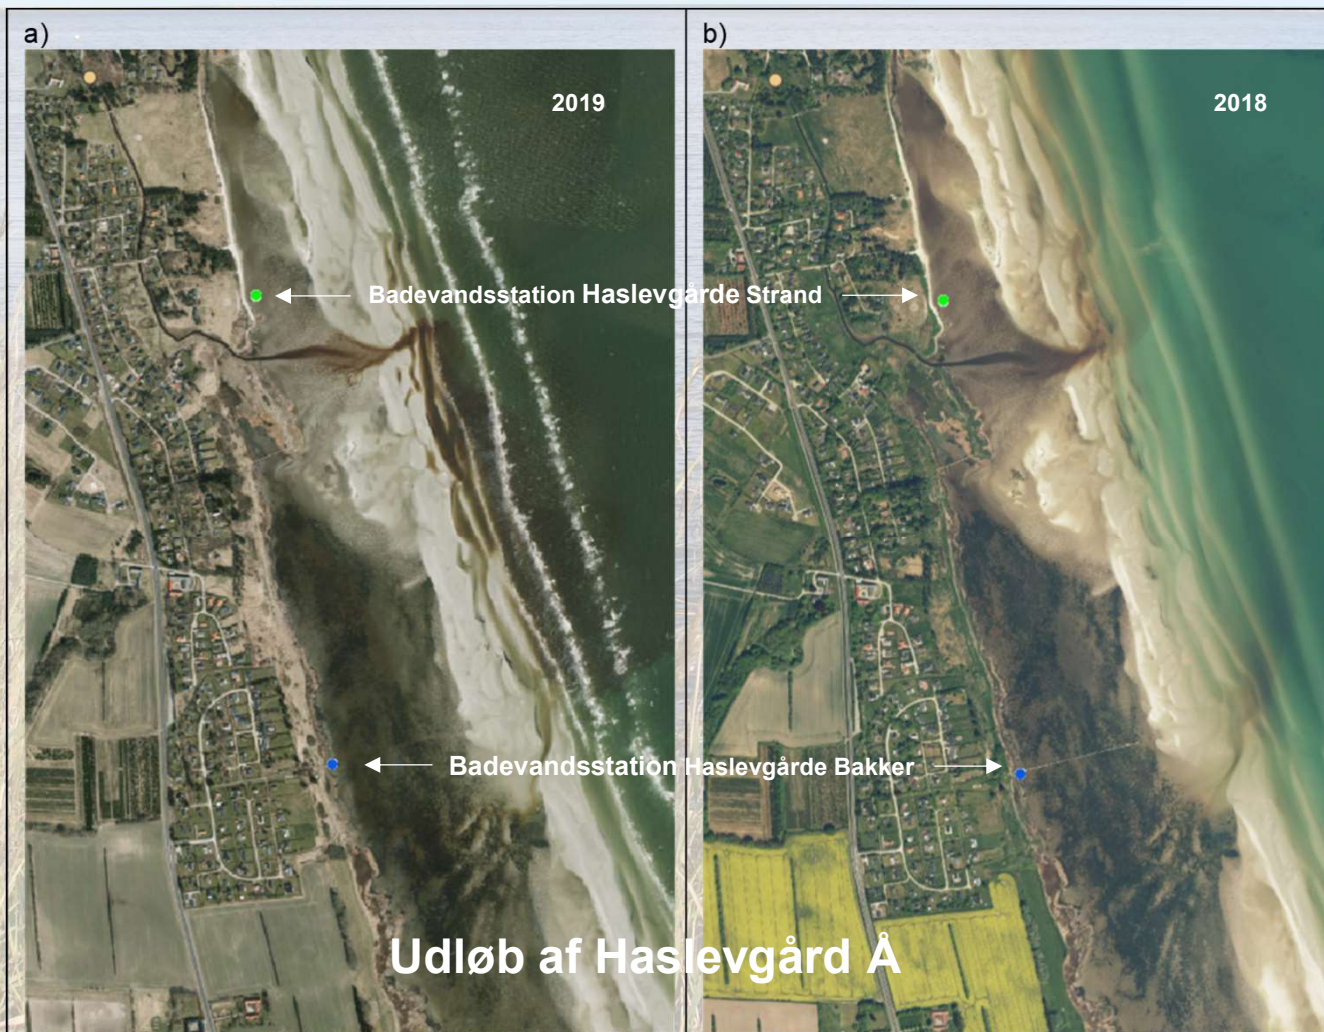 a)
b)
2019
2018
Badevandsstation Haslevgårde Strand
Badevandsstation Haslevgårde Bakker
Udløb af Haslevgård Å